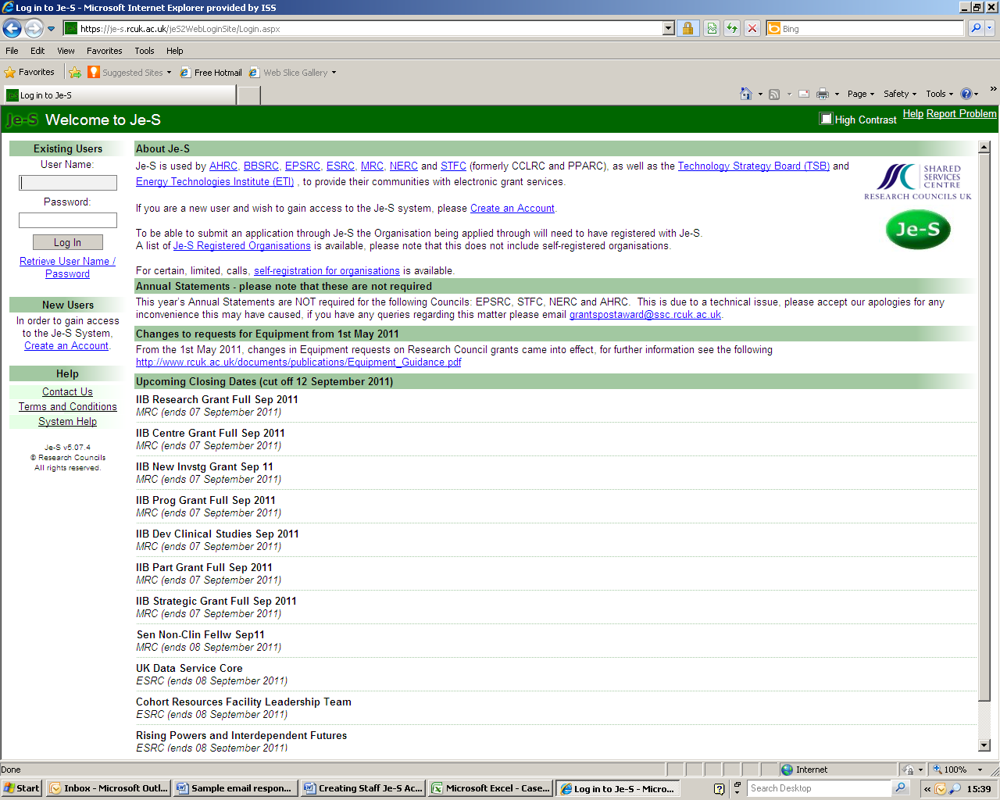 Log in to Je-S - Microsoft Internet Explorer provided by ISS
https://je-s.rcuk.ac.uk/jeS2WebLoginSite/Login.aspx
Bing
File Edit View Favorites Tools Help
Favorites Suggested Sites Free Hotmail Web Slice Gallery
Log in to Je-S
Page Safety Tools
Je-S Welcome to Je-S
High Contrast Help Report Problem
Existing Users
User Name:
Password:
Log In
Retrieve User Name /
Password
New Users
In order to gain access
to the Je-S System,
Create an Account.
Help
Contact Us
Terms and Conditions
System Help
Je-S v5.07.4
© Research Councils
All rights reserved.
About Je-S
Je-S is used by AHRC, BBSRC, EPSRC, ESRC, MRC, NERC and STFC (formerly CCLRC and PPARC), as well as the Technology Strategy Board (TSB) and
Energy Technologies Institute (ETI) , to provide their communities with electronic grant services.
If you are a new user and wish to gain access to the Je-S system, please Create an Account.
To be able to submit an application through Je-S the Organisation being applied through will need to have registered with Je-S.
A list of Je-S Registered Organisations is available, please note that this does not include self-registered organisations.
For certain, limited, calls, self-registration for organisations is available.
SHARED
SERVICES
CENTRE
RESEARCH COUNCILS UK
Je-S
Annual Statements - please note that these are not required
This year's Annual Statements are NOT required for the following Councils: EPSRC, STFC, NERC and AHRC. This is due to a technical issue, please accept our apologies for any
inconvenience this may have caused, if you have any queries regarding this matter please email grantspostaward@ssc.rcuk.ac.uk.
Changes to requests for Equipment from 1st May 2011
From the 1st May 2011, changes in Equipment requests on Research Council grants came into effect, for further information see the following
http://www.rcuk.ac.uk/documents/publications/Equipment_Guidance.pdf
Upcoming Closing Dates (cut off 12 September 2011)
IIB Research Grant Full Sep 2011
MRC (ends 07 September 2011)
IIB Centre Grant Full Sep 2011
MRC (ends 07 September 2011)
IIB New Invstg Grant Sep 11
MRC (ends 07 September 2011)
IIB Prog Grant Full Sep 2011
MRC (ends 07 September 2011)
IIB Dev Clinical Studies Sep 2011
MRC (ends 07 September 2011)
IIB Part Grant Full Sep 2011
MRC (ends 07 September 2011)
IIB Strategic Grant Full Sep 2011
MRC (ends 07 September 2011)
Sen Non-Clin Fellw Sep11
MRC (ends 08 September 2011)
UK Data Service Core
ESRC (ends 08 September 2011)
Cohort Resources Facility Leadership Team
ESRC (ends 08 September 2011)
Rising Powers and Interdependent Futures
ESRC (ends 08 September 2011)
Done Internet 100%
Start Inbox - Microsoft Outl... Sample email respon... Creating Staff Je-S Ac... Microsoft Excel - Case... Log in to Je-S - Micro... Search Desktop 15:39